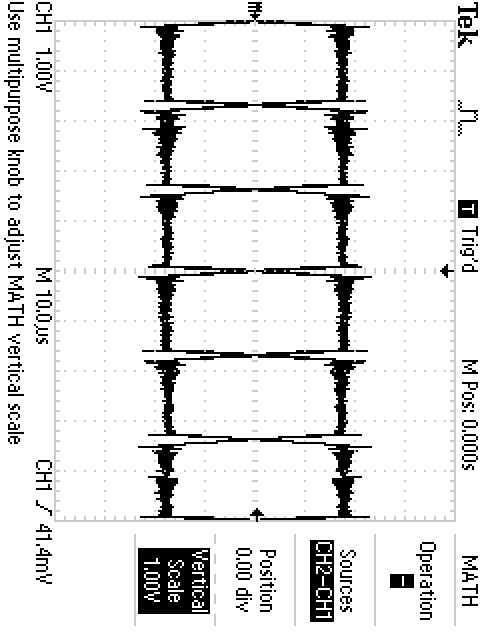 Tek
T Trig'd
M Pos: 0.000s
MATH
Operation
−
Sources
CH2-CH1
Position
0.00 div
Vertical
Scale
1.00V
CH1 1.00V
M 10.0µs
CH1 / 41.4mV
Use multipurpose knob to adjust MATH vertical scale